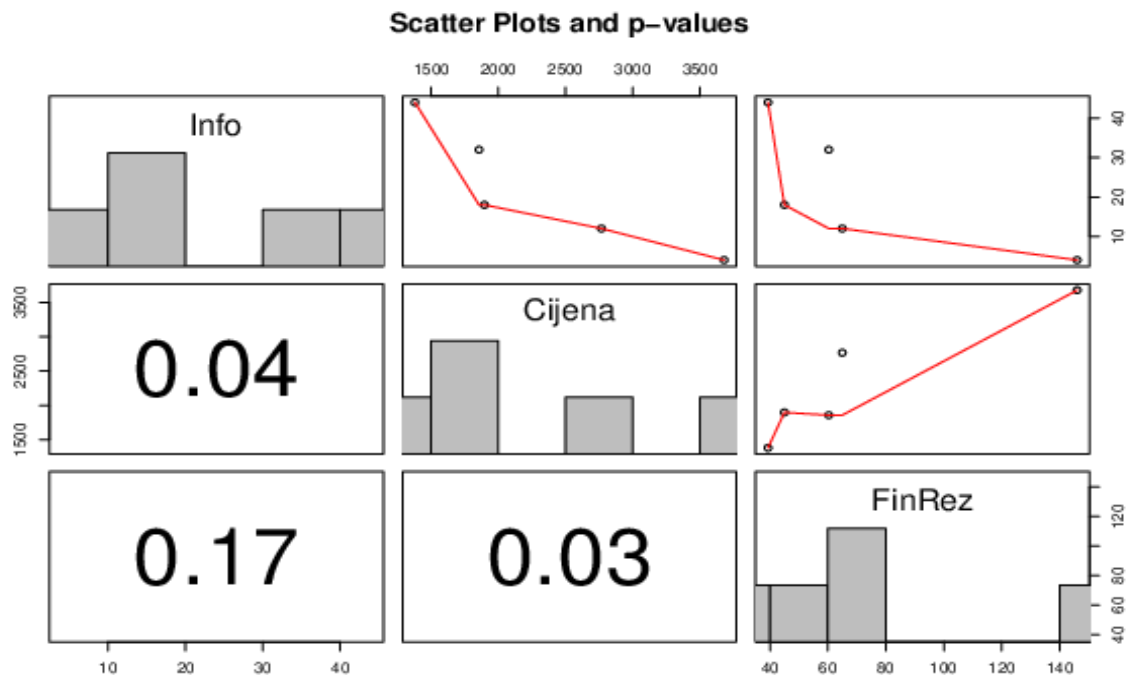 Scatter Plots and p−values
1500 2000 2500 3000 3500
Info
10 20 30 40
1500 2500 3500
0.04
Cijena
0.17
0.03
FinRez
40 60 80 120
10 20 30 40
40 60 80 100 120 140